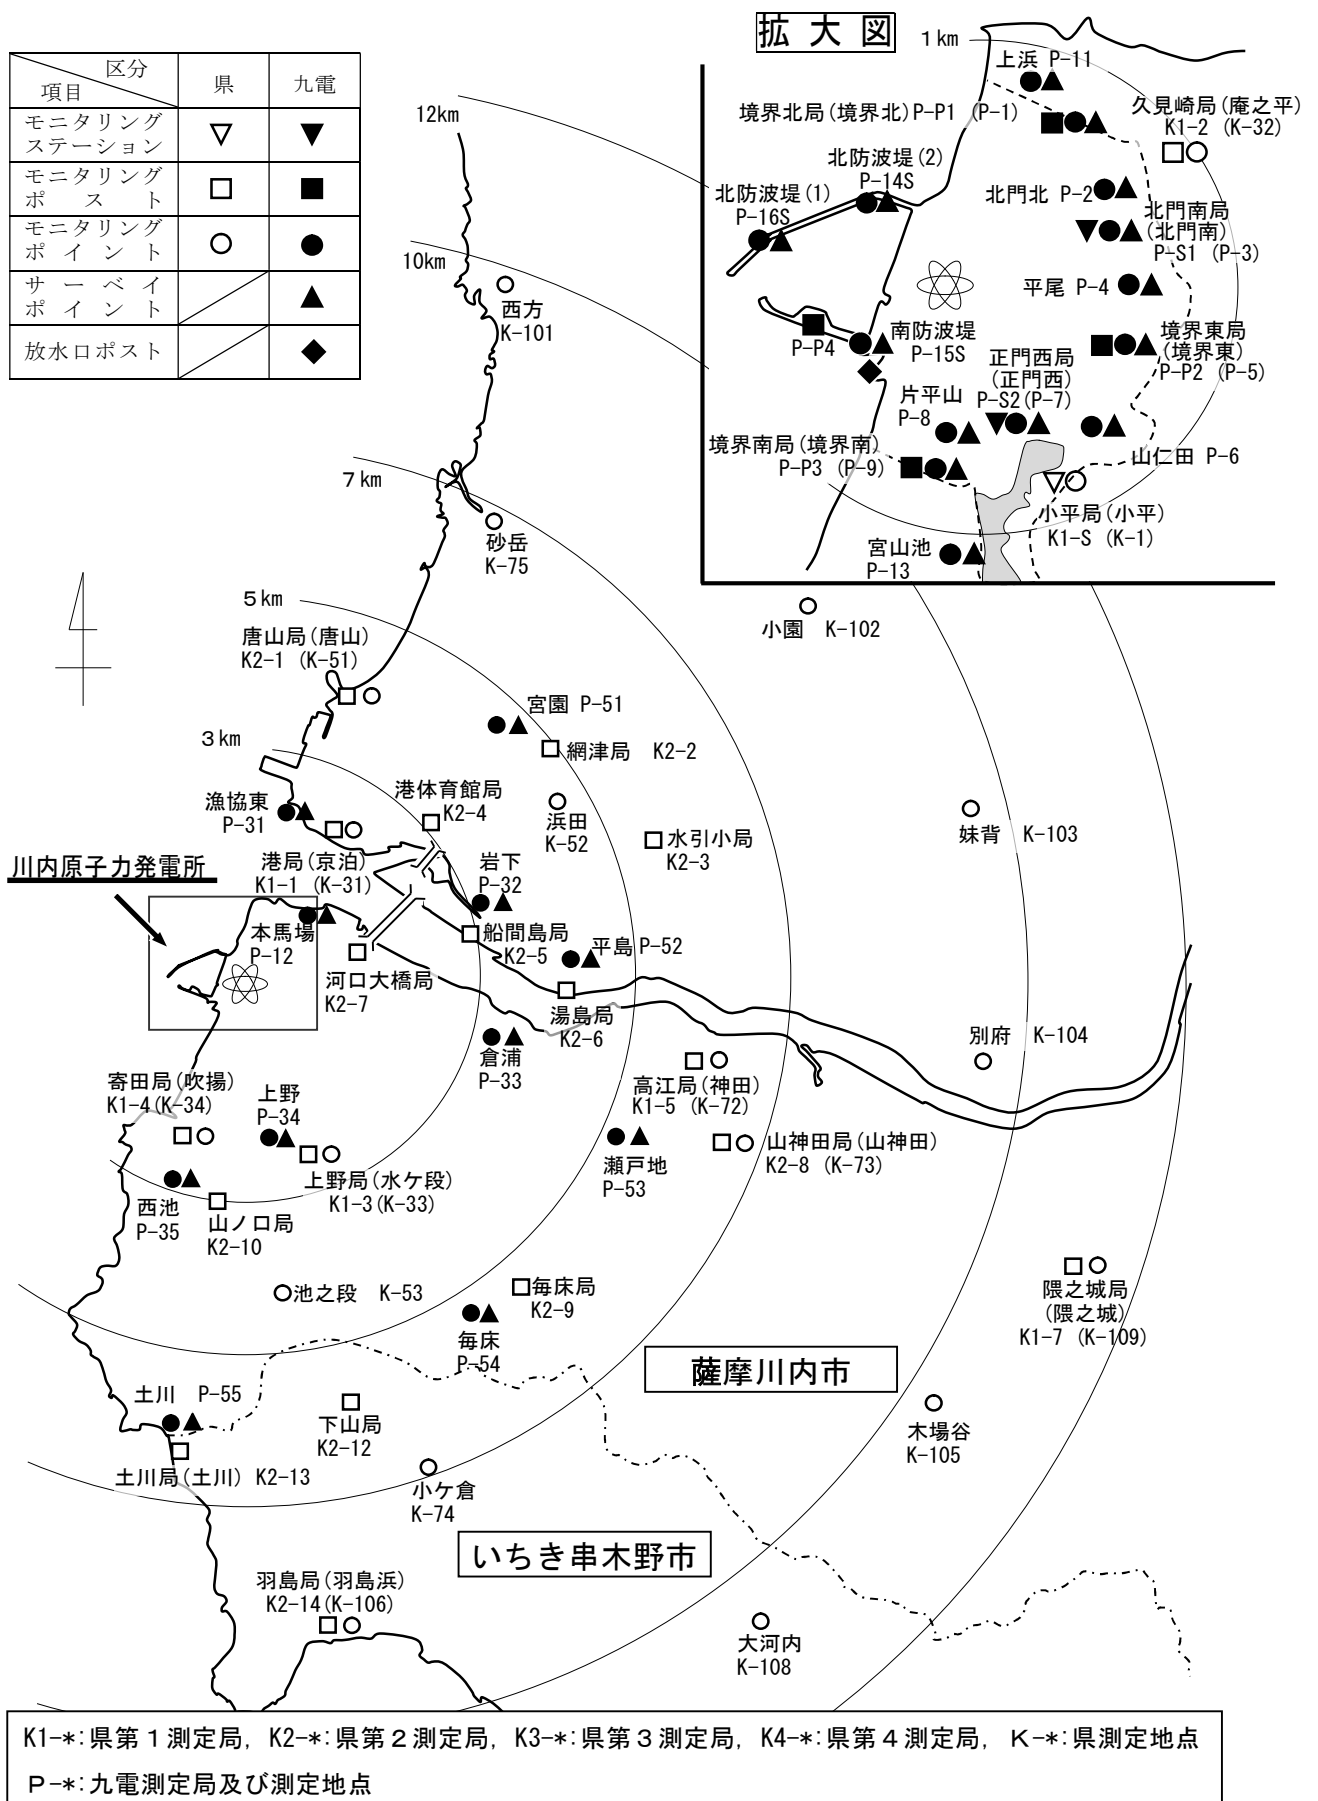 拡大図
区分
項目
県
九電
モニタリング
ステーション
モニタリング
ポスト
モニタリング
ポイント
サーベイ
ポイント
放水口ポスト
1km
上浜 P-11
境界北局(境界北)P-P1 (P-1)
久見崎局(庵之平)
K1-2 (K-32)
北防波堤(2)
P-14S
北防波堤(1)
P-16S
北門北 P-2
北門南局
(北門南)
P-S1 (P-3)
平尾 P-4
P-P4
南防波堤
P-15S
境界東局
(境界東)
P-P2 (P-5)
正門西局
(正門西)
P-S2(P-7)
片平山
P-8
境界南局(境界南)
P-P3 (P-9)
山仁田 P-6
小平局(小平)
K1-S (K-1)
宮山池
P-13
12km
10km
西方
K-101
7km
砂岳
K-75
5km
唐山局(唐山)
K2-1 (K-51)
小園 K-102
宮園 P-51
網津局 K2-2
3km
港体育館局
K2-4
漁協東
P-31
浜田
K-52
水引小局
K2-3
妹背 K-103
川内原子力発電所
港局(京泊)
K1-1 (K-31)
岩下
P-32
本馬場
P-12
船間島局
K2-5
平島 P-52
河口大橋局
K2-7
湯島局
K2-6
倉浦
P-33
別府 K-104
高江局(神田)
K1-5 (K-72)
寄田局(吹揚)
K1-4(K-34)
上野
P-34
山神田局(山神田)
K2-8 (K-73)
瀬戸地
P-53
上野局(水ケ段)
K1-3(K-33)
西池
P-35
山ノ口局
K2-10
池之段 K-53
毎床局
K2-9
毎床
P-54
隈之城局
(隈之城)
K1-7 (K-109)
薩摩川内市
土川 P-55
下山局
K2-12
木場谷
K-105
土川局(土川) K2-13
小ケ倉
K-74
いちき串木野市
羽島局(羽島浜)
K2-14(K-106)
大河内
K-108
K1-*:県第1測定局, K2-*:県第2測定局, K3-*:県第3測定局, K4-*:県第4測定局, K-*:県測定地点
P-*:九電測定局及び測定地点